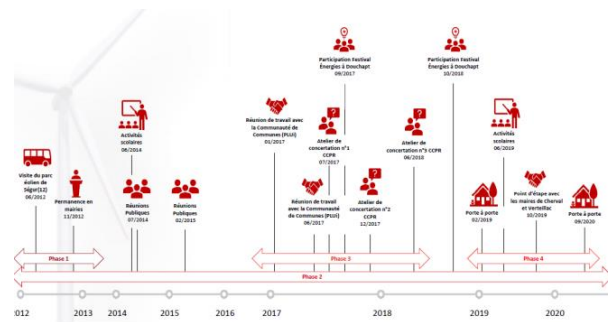 Participation Festival
Énergies à Douchapt
09/2017
Participation Festival
Énergies à Douchapt
10/2018
Activités
scolaires
06/2014
Réunion de travail avec
la Communauté de
Communes (PLUi)
01/2017
Atelier de
concertation n°1
CCPR
07/2017
Atelier de
concertation n°3 CCPR
06/2018
Activités
scolaires
06/2019
Visite du parc
éolien de
08/2012
Permanence en
mairies
11/2012
Réunions
Publiques
07/2014
Réunions
Publiques
02/2015
Réunion de travail
avec la Communauté de
Communes (PLUi)
06/2017
Atelier de
concertation n°2
CCPR
12/2017
Porte à porte
02/2019
Point d'étape avec
les maires de Cherval
et Verteillac
10/2019
Porte à porte
09/2020
Phase 1
Phase 3
Phase 4
Phase 2
2012
2013
2014
2015
2016
2017
2018
2019
2020